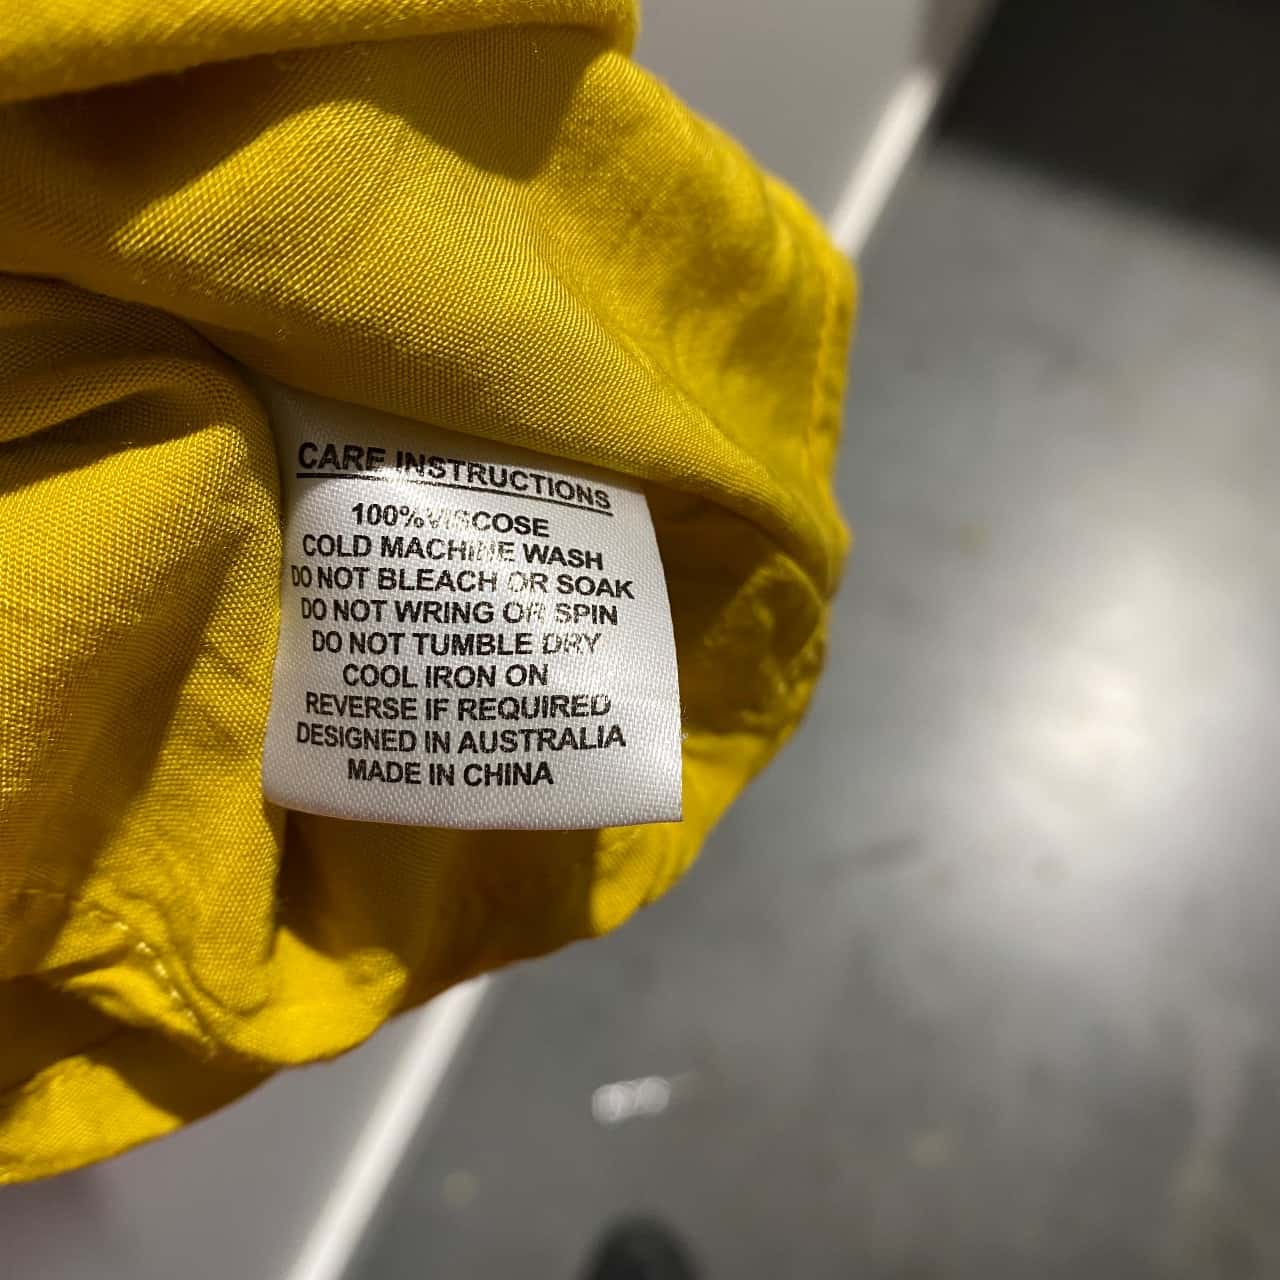 CARE INSTRUCTIONS
100%VISCOSE
COLD MACHINE WASH
DO NOT BLEACH OR SOAK
DO NOT WRING OR SPIN
DO NOT TUMBLE DRY
COOL IRON ON
REVERSE IF REQUIRED
DESIGNED IN AUSTRALIA
MADE IN CHINA